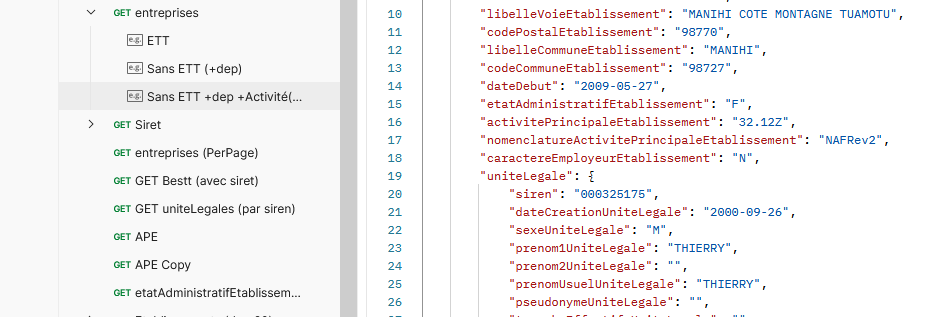 GET entreprises
e.g. ETT
e.g. Sans ETT (+dep)
e.g. Sans ETT +dep +Activité(...
GET Siret
GET entreprises (PerPage)
GET GET Bestt (avec siret)
GET GET uniteLegales (par siren)
GET APE
GET APE Copy
GET etatAdministratifEtablissem...
10 "libelleVoieEtablissement": "MANIHI COTE MONTAGNE TUAMOTU",
11 "codePostalEtablissement": "98770",
12 "libelleCommuneEtablissement": "MANIHI",
13 "codeCommuneEtablissement": "98727",
14 "dateDebut": "2009-05-27",
15 "etatAdministratifEtablissement": "F",
16 "activitePrincipaleEtablissement": "32.12Z",
17 "nomenclatureActivitePrincipaleEtablissement": "NAFRev2",
18 "caractereEmployeurEtablissement": "N",
19 "uniteLegale": {
20 "siren": "000325175",
21 "dateCreationUniteLegale": "2000-09-26",
22 "sexeUniteLegale": "M",
23 "prenom1UniteLegale": "THIERRY",
24 "prenom2UniteLegale": "",
25 "prenomUsuelUniteLegale": "THIERRY",
26 "pseudonymeUniteLegale": "",